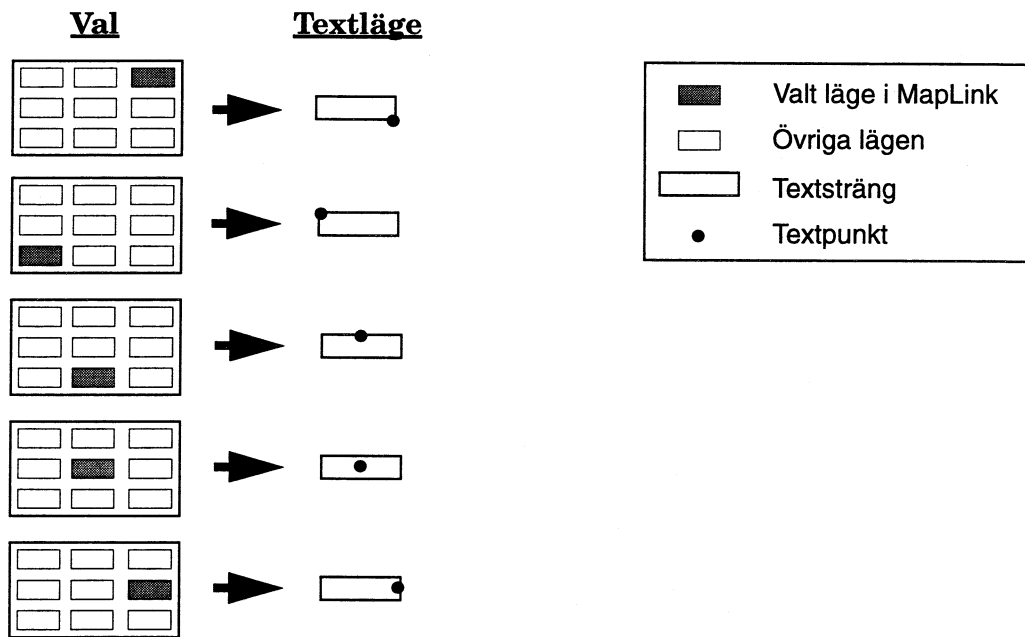 Val
Textläge
Valt läge i MapLink
Övriga lägen
Textsträng
Textpunkt